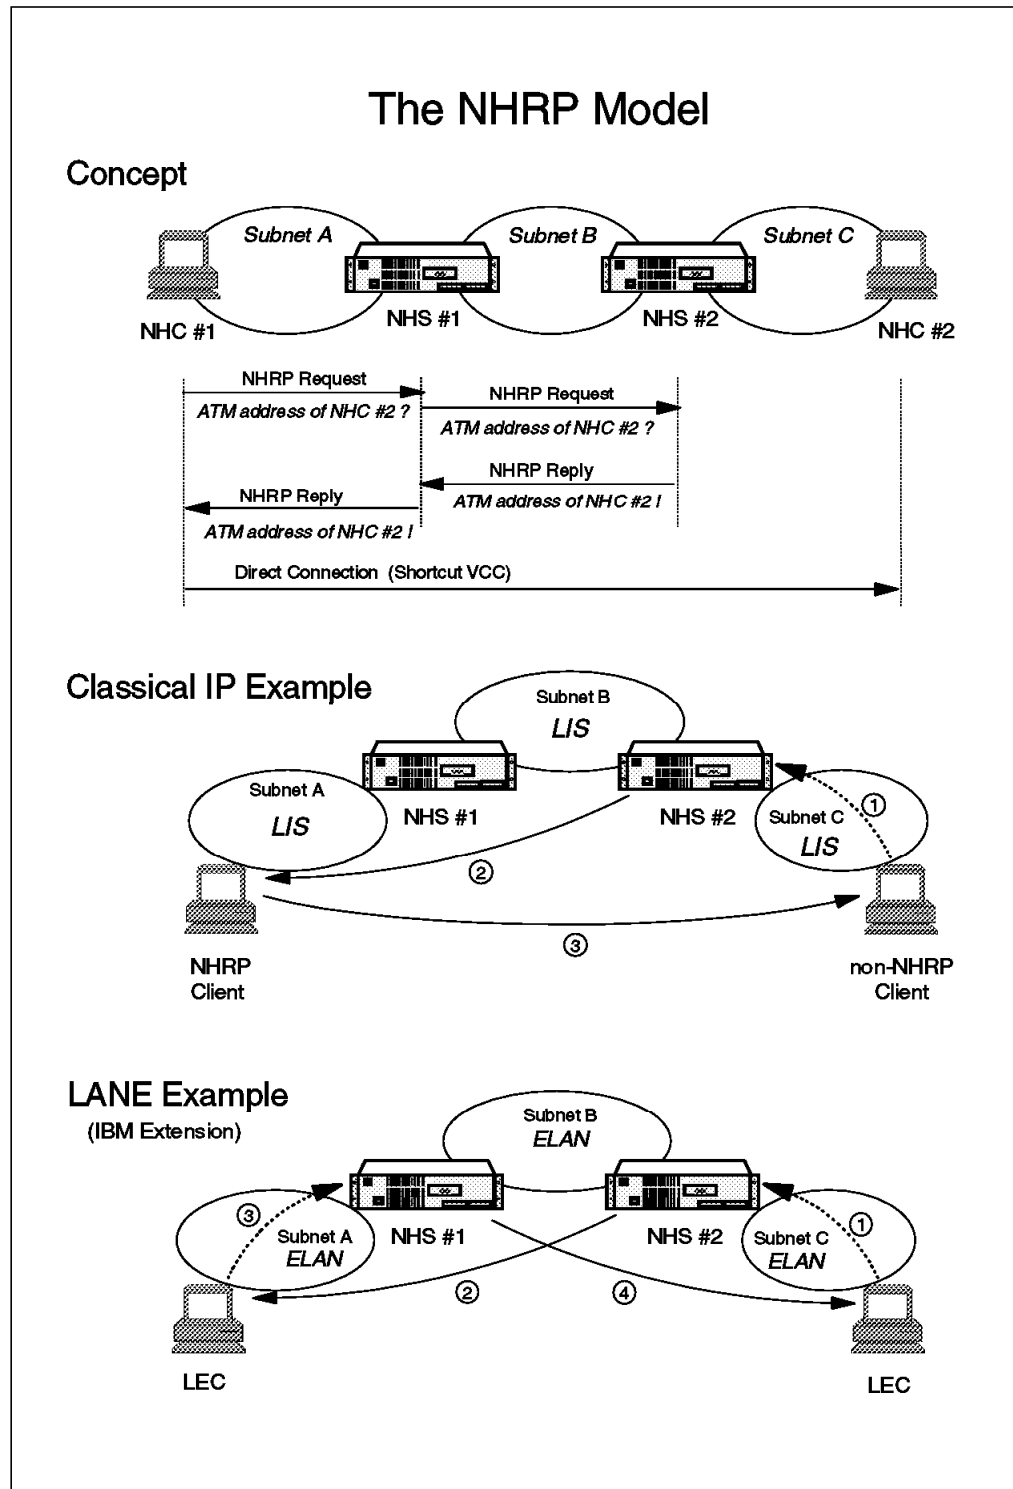 The NHRP Model
Concept
Subnet A
Subnet B
Subnet C
NHC #1
NHS #1
NHS #2
NHC #2
NHRP Request
ATM address of NHC #2 ?
NHRP Request
ATM address of NHC #2 ?
NHRP Reply
ATM address of NHC #2 !
NHRP Reply
ATM address of NHC #2 !
Direct Connection (Shortcut VCC)
Classical IP Example
Subnet B
LIS
Subnet A
LIS
NHS #1
NHS #2
Subnet C
LIS
1
2
3
NHRP
Client
non-NHRP
Client
LANE Example
(IBM Extension)
Subnet B
ELAN
3
Subnet A
ELAN
NHS #1
NHS #2
Subnet C
ELAN
1
2
4
LEC
LEC